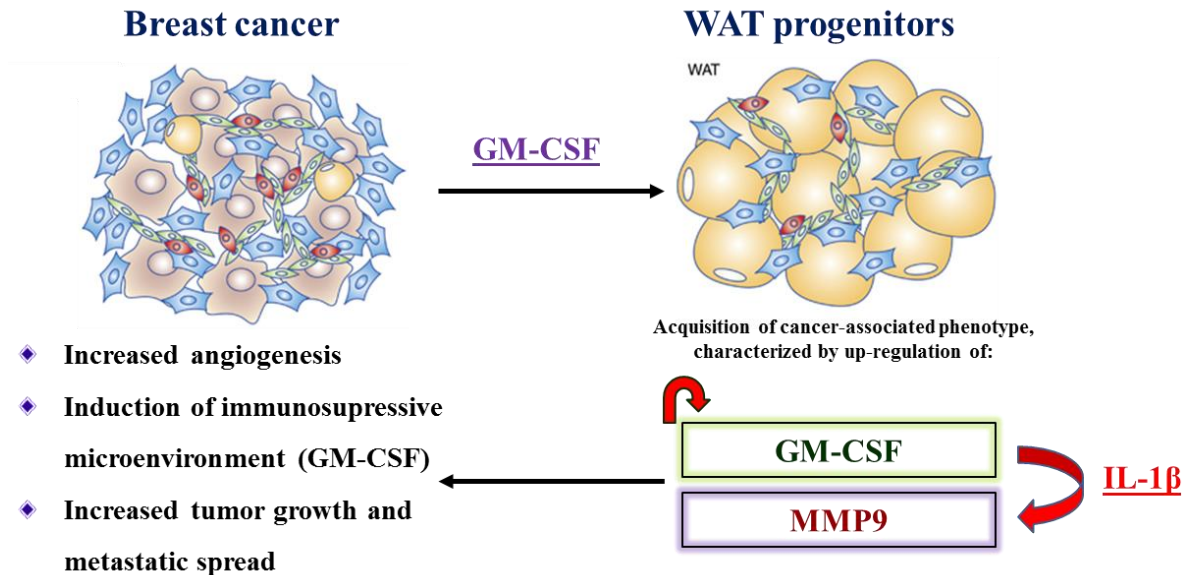 Breast cancer
WAT progenitors
WAT
GM-CSF
Acquisition of cancer-associated phenotype,
characterized by up-regulation of:
Increased angiogenesis
Induction of immunosupressive
microenvironment (GM-CSF)
Increased tumor growth and
metastatic spread
GM-CSF
MMP9
IL-1β